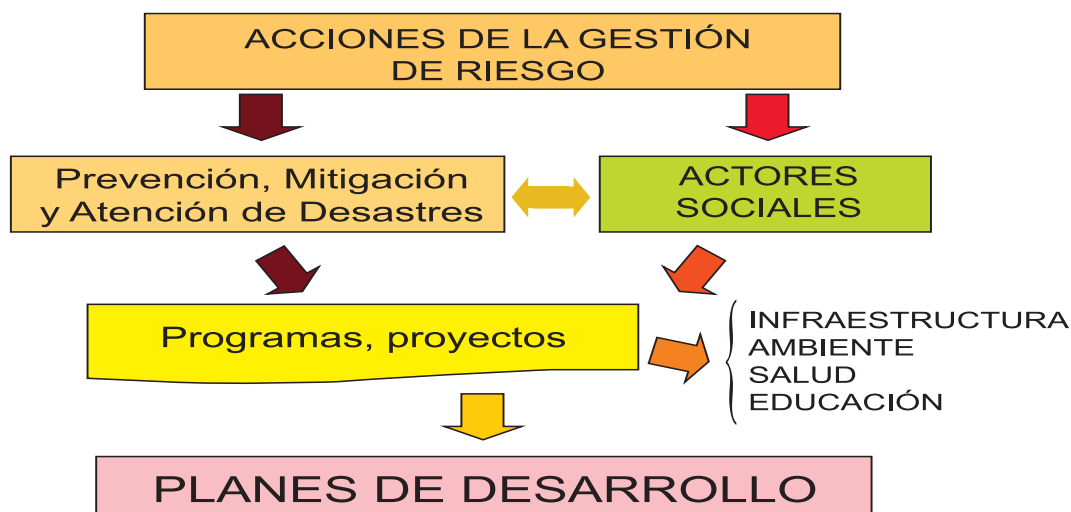 ACCIONES DE LA GESTIÓN
DE RIESGO
Prevención, Mitigación
y Atención de Desastres
ACTORES
SOCIALES
Programas, proyectos
INFRAESTRUCTURA
AMBIENTE
SALUD
EDUCACIÓN
PLANES DE DESARROLLO